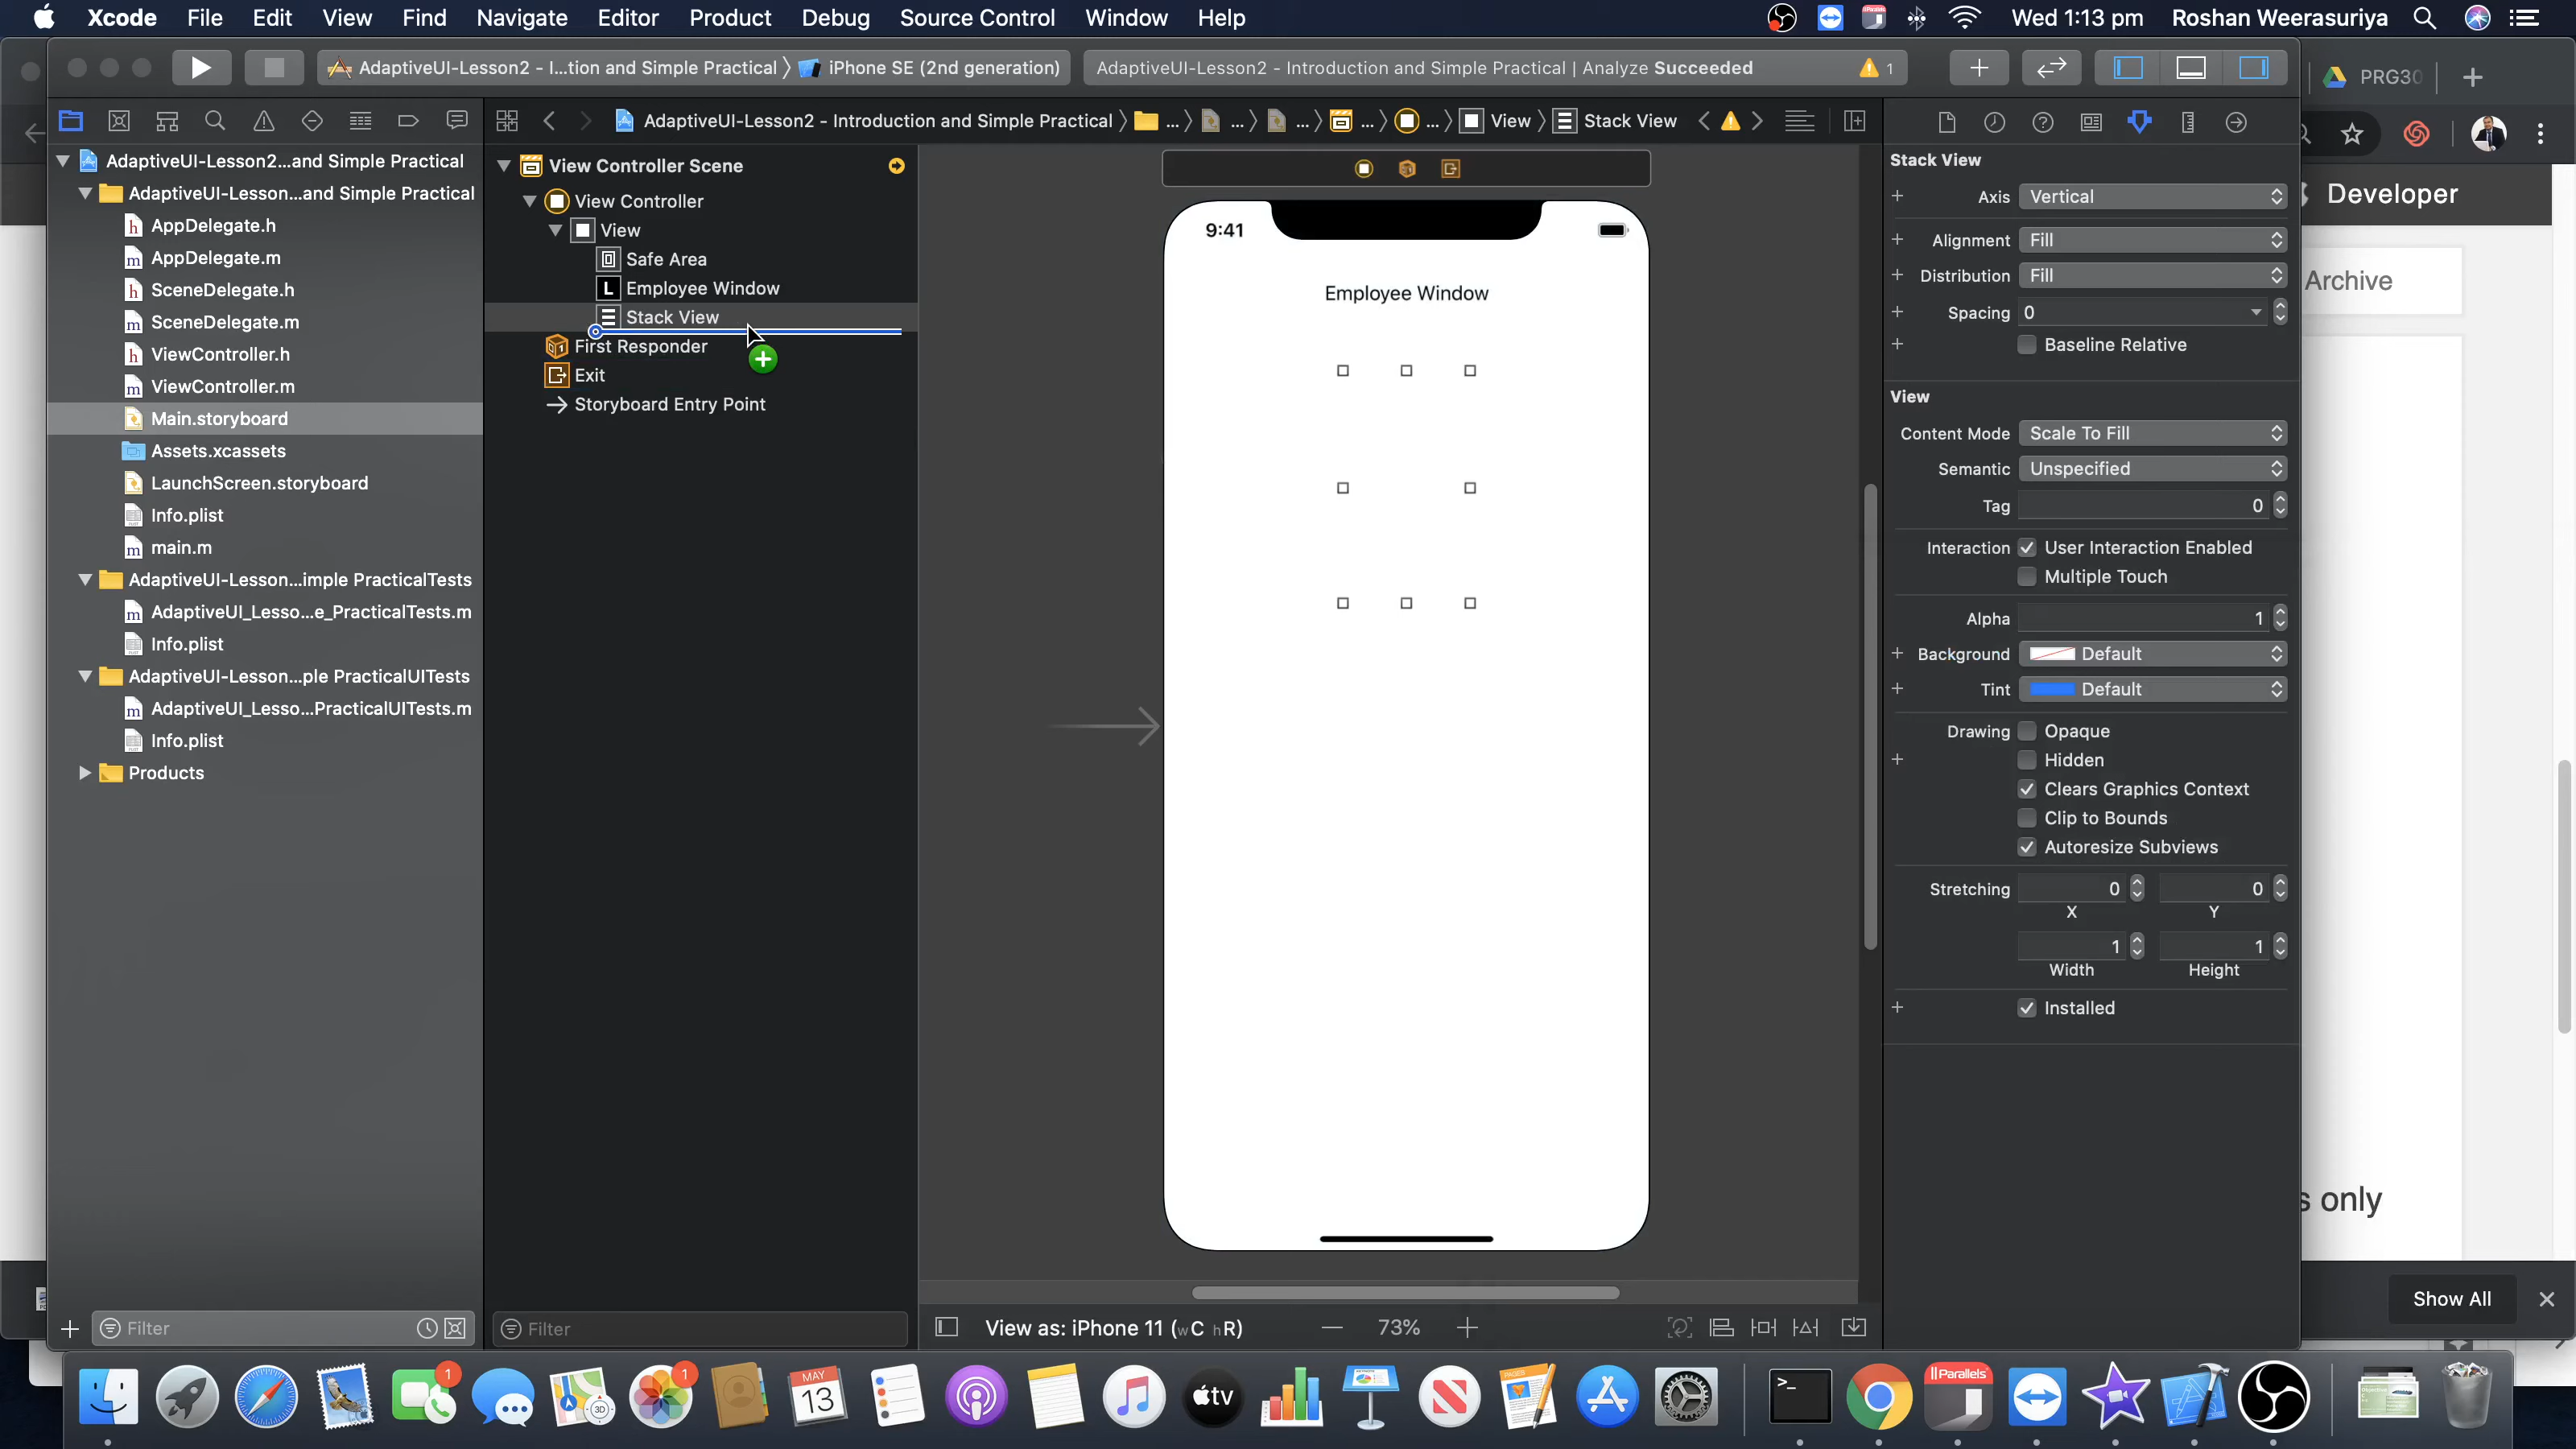 Xcode File Edit View Find Navigate Editor Product Debug Source Control Window Help
Wed 1:13 pm Roshan Weerasuriya
AdaptiveUI-Lesson2 - I...tion and Simple Practical
iPhone SE (2nd generation)
AdaptiveUI-Lesson2 - Introduction and Simple Practical | Analyze Succeeded
1
PRG30
AdaptiveUI-Lesson2 - Introduction and Simple Practical
... ... ... ... ... View Stack View
AdaptiveUI-Lesson2...and Simple Practical
AdaptiveUI-Lesson...and Simple Practical
h AppDelegate.h
m AppDelegate.m
h SceneDelegate.h
m SceneDelegate.m
h ViewController.h
m ViewController.m
Main.storyboard
Assets.xcassets
LaunchScreen.storyboard
Info.plist
m main.m
AdaptiveUI-Lesson...imple PracticalTests
m AdaptiveUI_Lesso...e_PracticalTests.m
Info.plist
AdaptiveUI-Lesson...ple PracticalUITests
m AdaptiveUI_Lesso...PracticalUITests.m
Info.plist
Products
Filter
View Controller Scene
View Controller
View
Safe Area
L Employee Window
Stack View
First Responder
Exit
Storyboard Entry Point
Filter
9:41
Employee Window
View as: iPhone 11 (wC hR)
73%
Stack View
Axis Vertical
Alignment Fill
Distribution Fill
Spacing 0
Baseline Relative
View
Content Mode Scale To Fill
Semantic Unspecified
Tag 0
Interaction User Interaction Enabled
Multiple Touch
Alpha 1
Background Default
Tint Default
Drawing Opaque
Hidden
Clears Graphics Context
Clip to Bounds
Autoresize Subviews
Stretching 0 0
X Y
1 1
Width Height
Installed
Developer
Archive
s only
Show All
1
3D
1
MAY
13
tv
PAGES
>_
Parallels